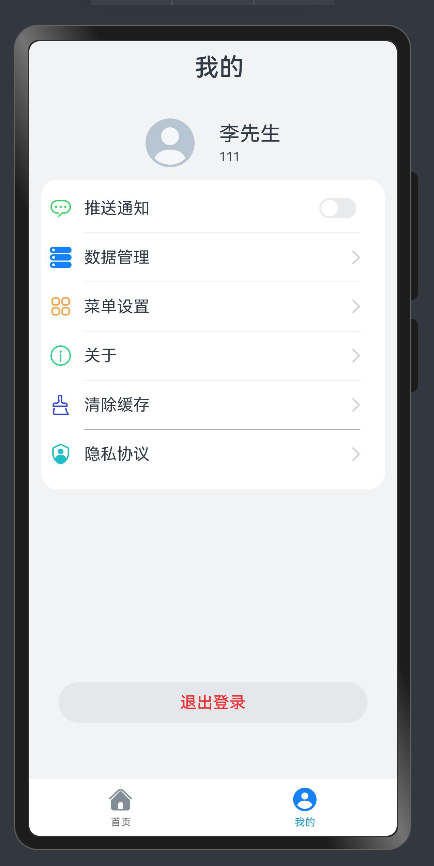 我的
李先生
111
推送通知
数据管理
菜单设置
关于
清除缓存
隐私协议
退出登录
首页
我的